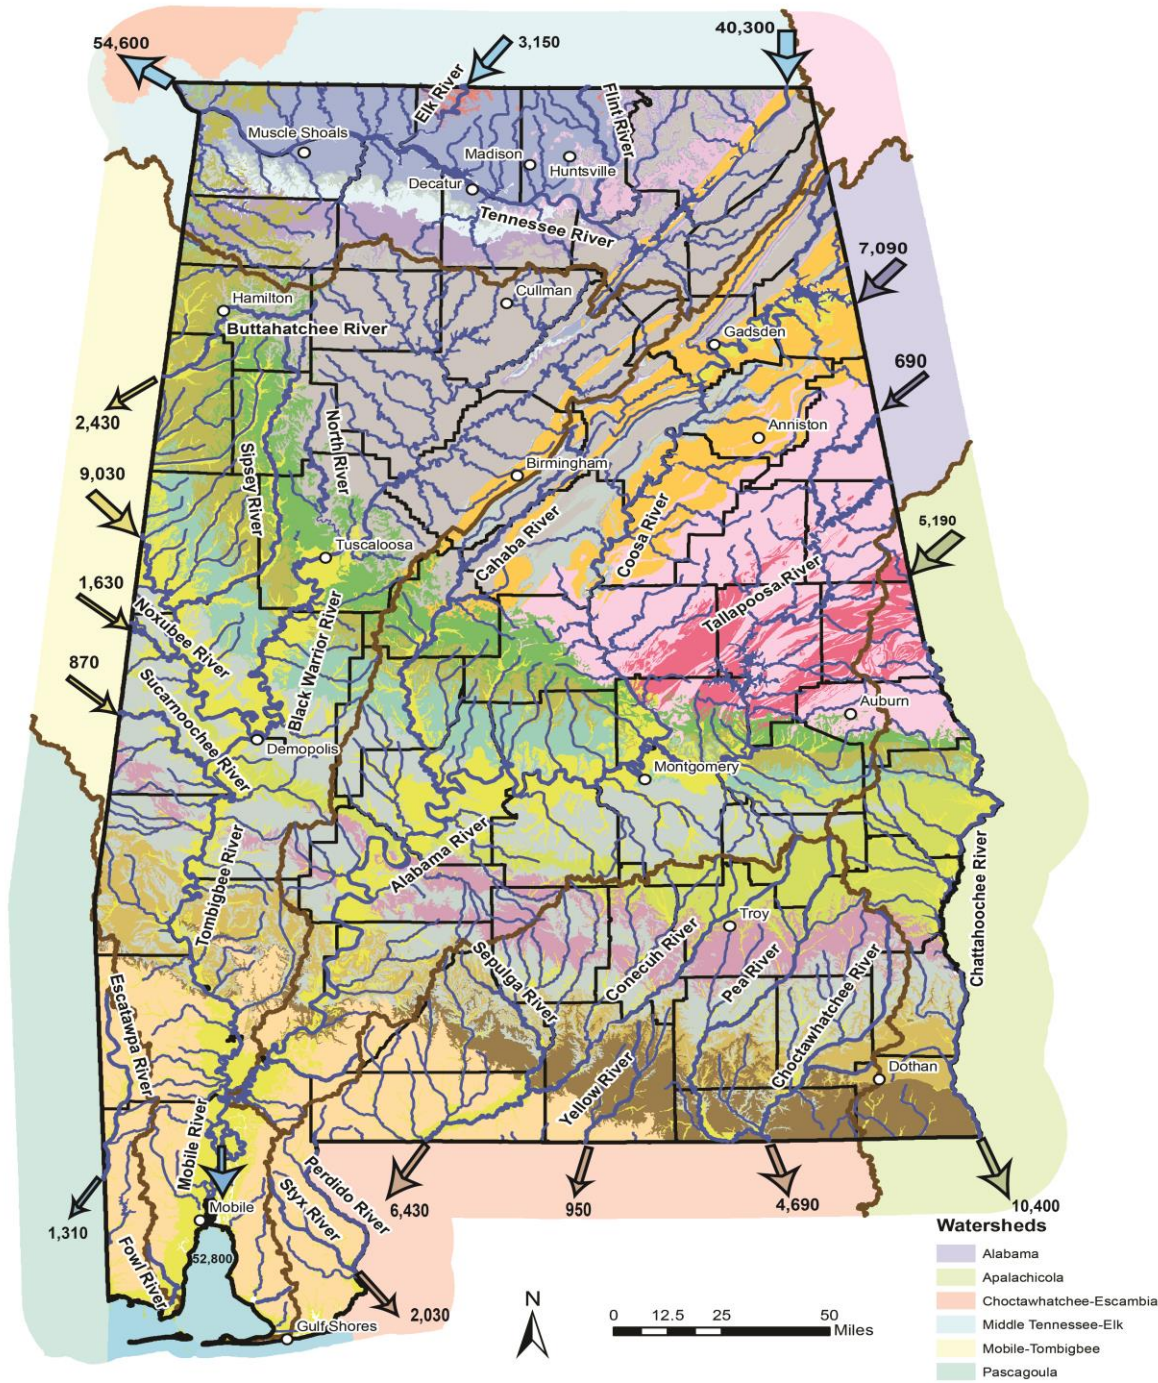 54,600
3,150
40,300
Elk River
Flint River
Muscle Shoals
Madison
Huntsville
Decatur
Tennessee River
7,090
Hamilton
Cullman
Buttahatchee River
Gadsden
690
2,430
North River
Anniston
Sipsey River
Birmingham
9,030
Cahaba River
Coosa River
5,190
Tuscaloosa
1,630
Noxubee River
Black Warrior River
Tallapoosa River
870
Sucarnoochee River
Auburn
Demopolis
Montgomery
Alabama River
Tombigbee River
Chattahoochee River
Troy
Sepulga River
Conecuh River
Pea River
Choctawhatchee River
Escatawpa River
Dothan
Yellow River
Mobile River
Perdido River
Styx River
Mobile
6,430
950
4,690
10,400
1,310
Fowl River
52,800
2,030
Gulf Shores
N
0 12.5 25 50
Miles
Watersheds
Alabama
Apalachicola
Choctawhatchee-Escambia
Middle Tennessee-Elk
Mobile-Tombigbee
Pascagoula